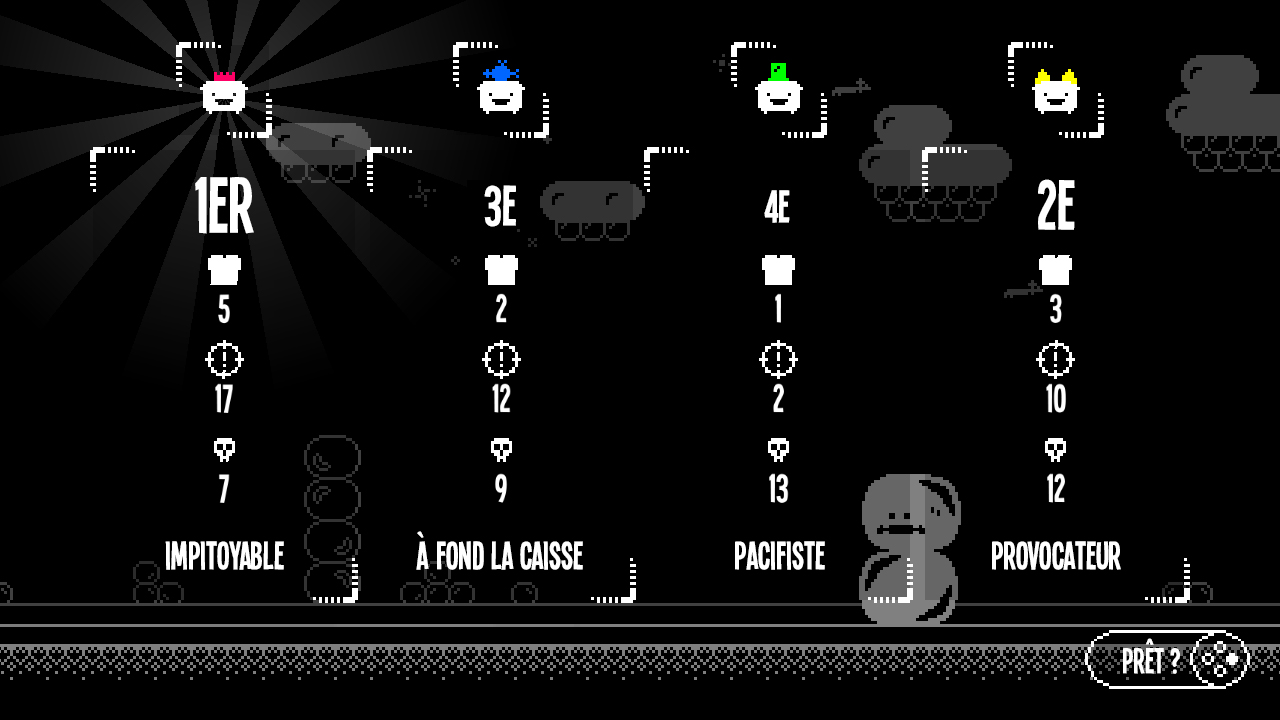 1ER
5
17
7
IMPITOYABLE
3E
2
12
9
À FOND LA CAISSE
4E
1
2
13
PACIFISTE
2E
3
10
12
PROVOCATEUR
PRÊT ?